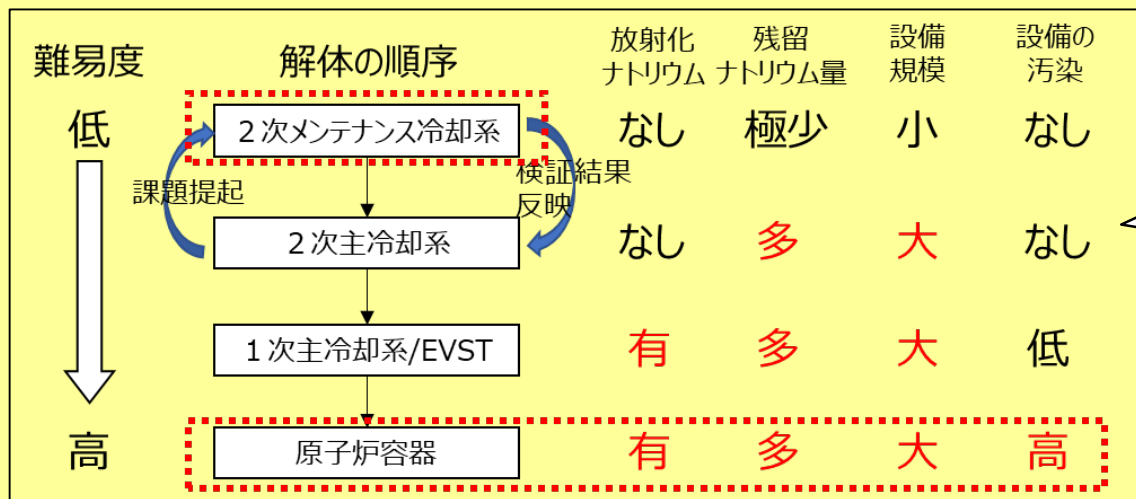 難易度 解体の順序 放射化ナトリウム 残留ナトリウム量 設備規模 設備の汚染
低 2次メンテナンス冷却系 なし 極少 小 なし
課題提起 検証結果反映
2次主冷却系 なし 多 大 なし
1次主冷却系/EVST 有 多 大 低
高 原子炉容器 有 多 大 高